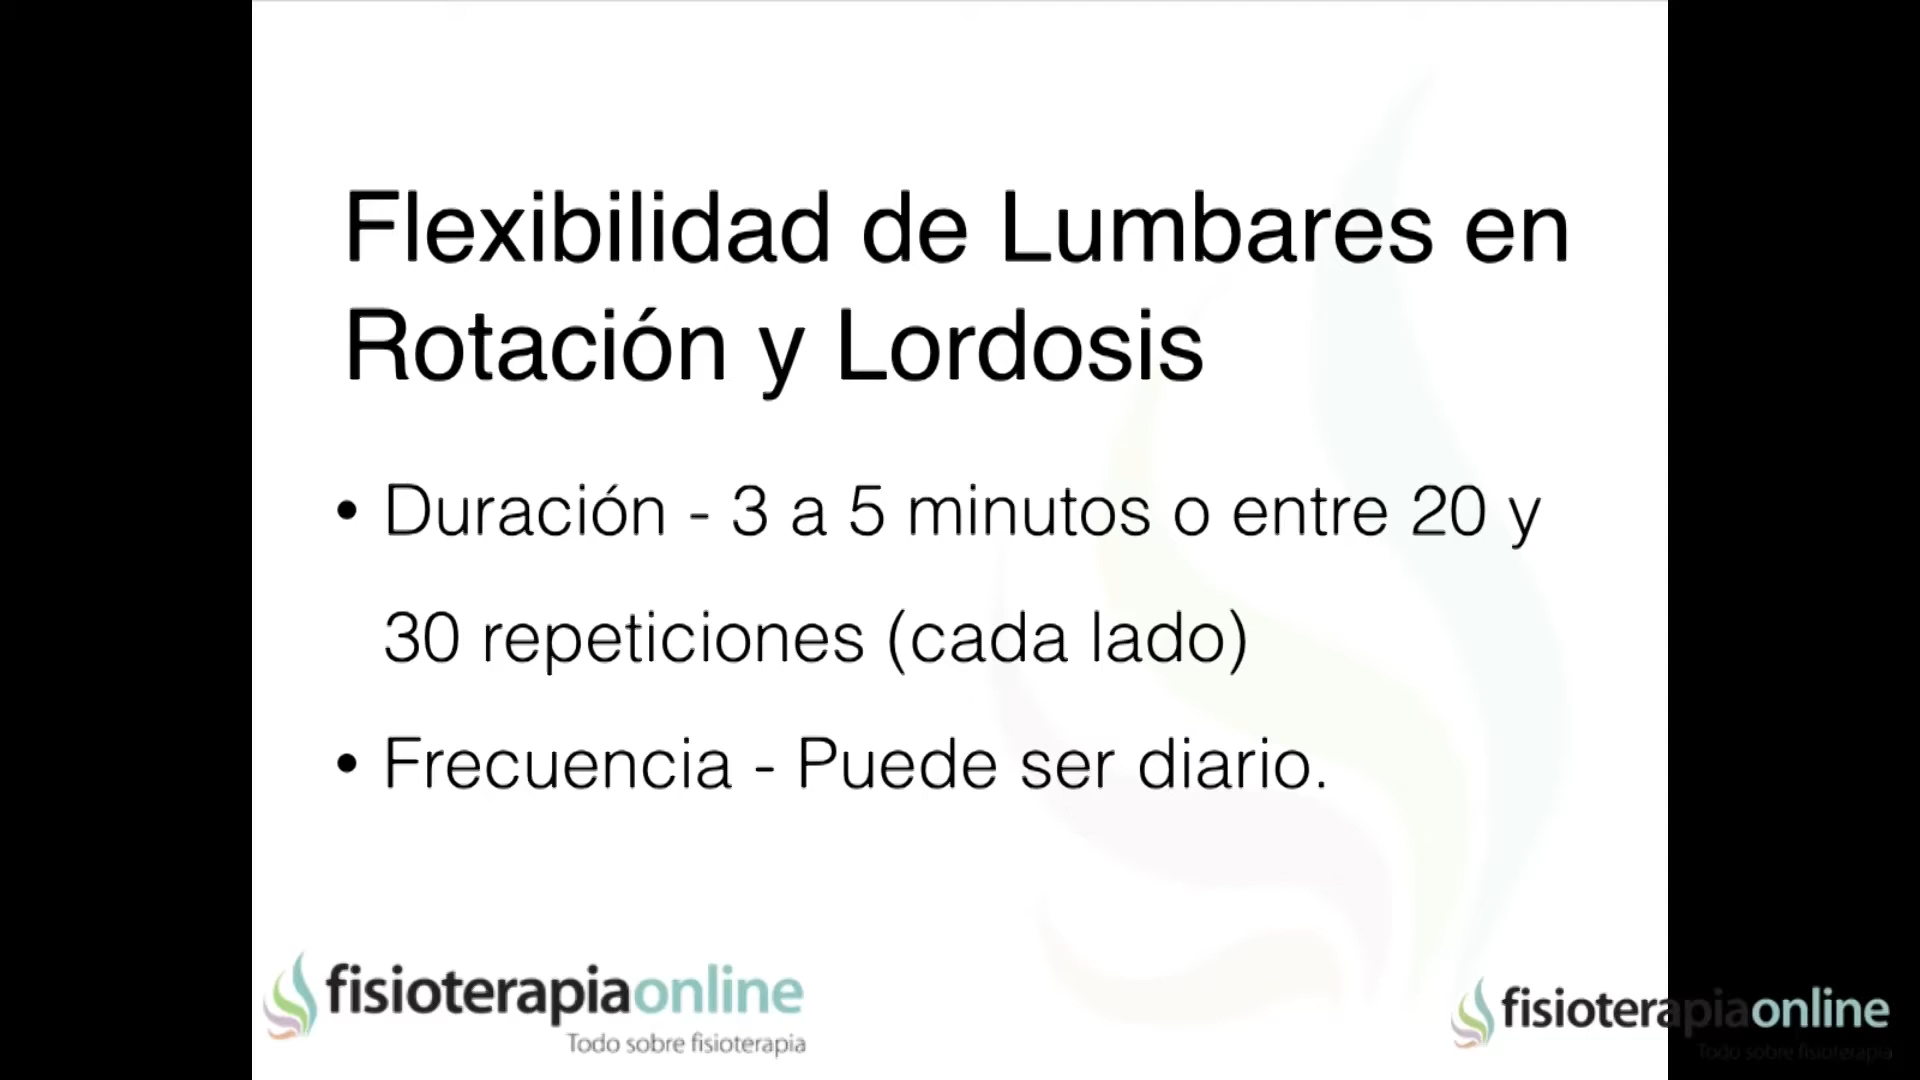 Flexibilidad de Lumbares en
Rotación y Lordosis
• Duración - 3 a 5 minutos o entre 20 y
30 repeticiones (cada lado)
• Frecuencia - Puede ser diario.
fisioterapiaonline
Todo sobre fisioterapia
fisioterapiaonline
Todo sobre fisioterapia